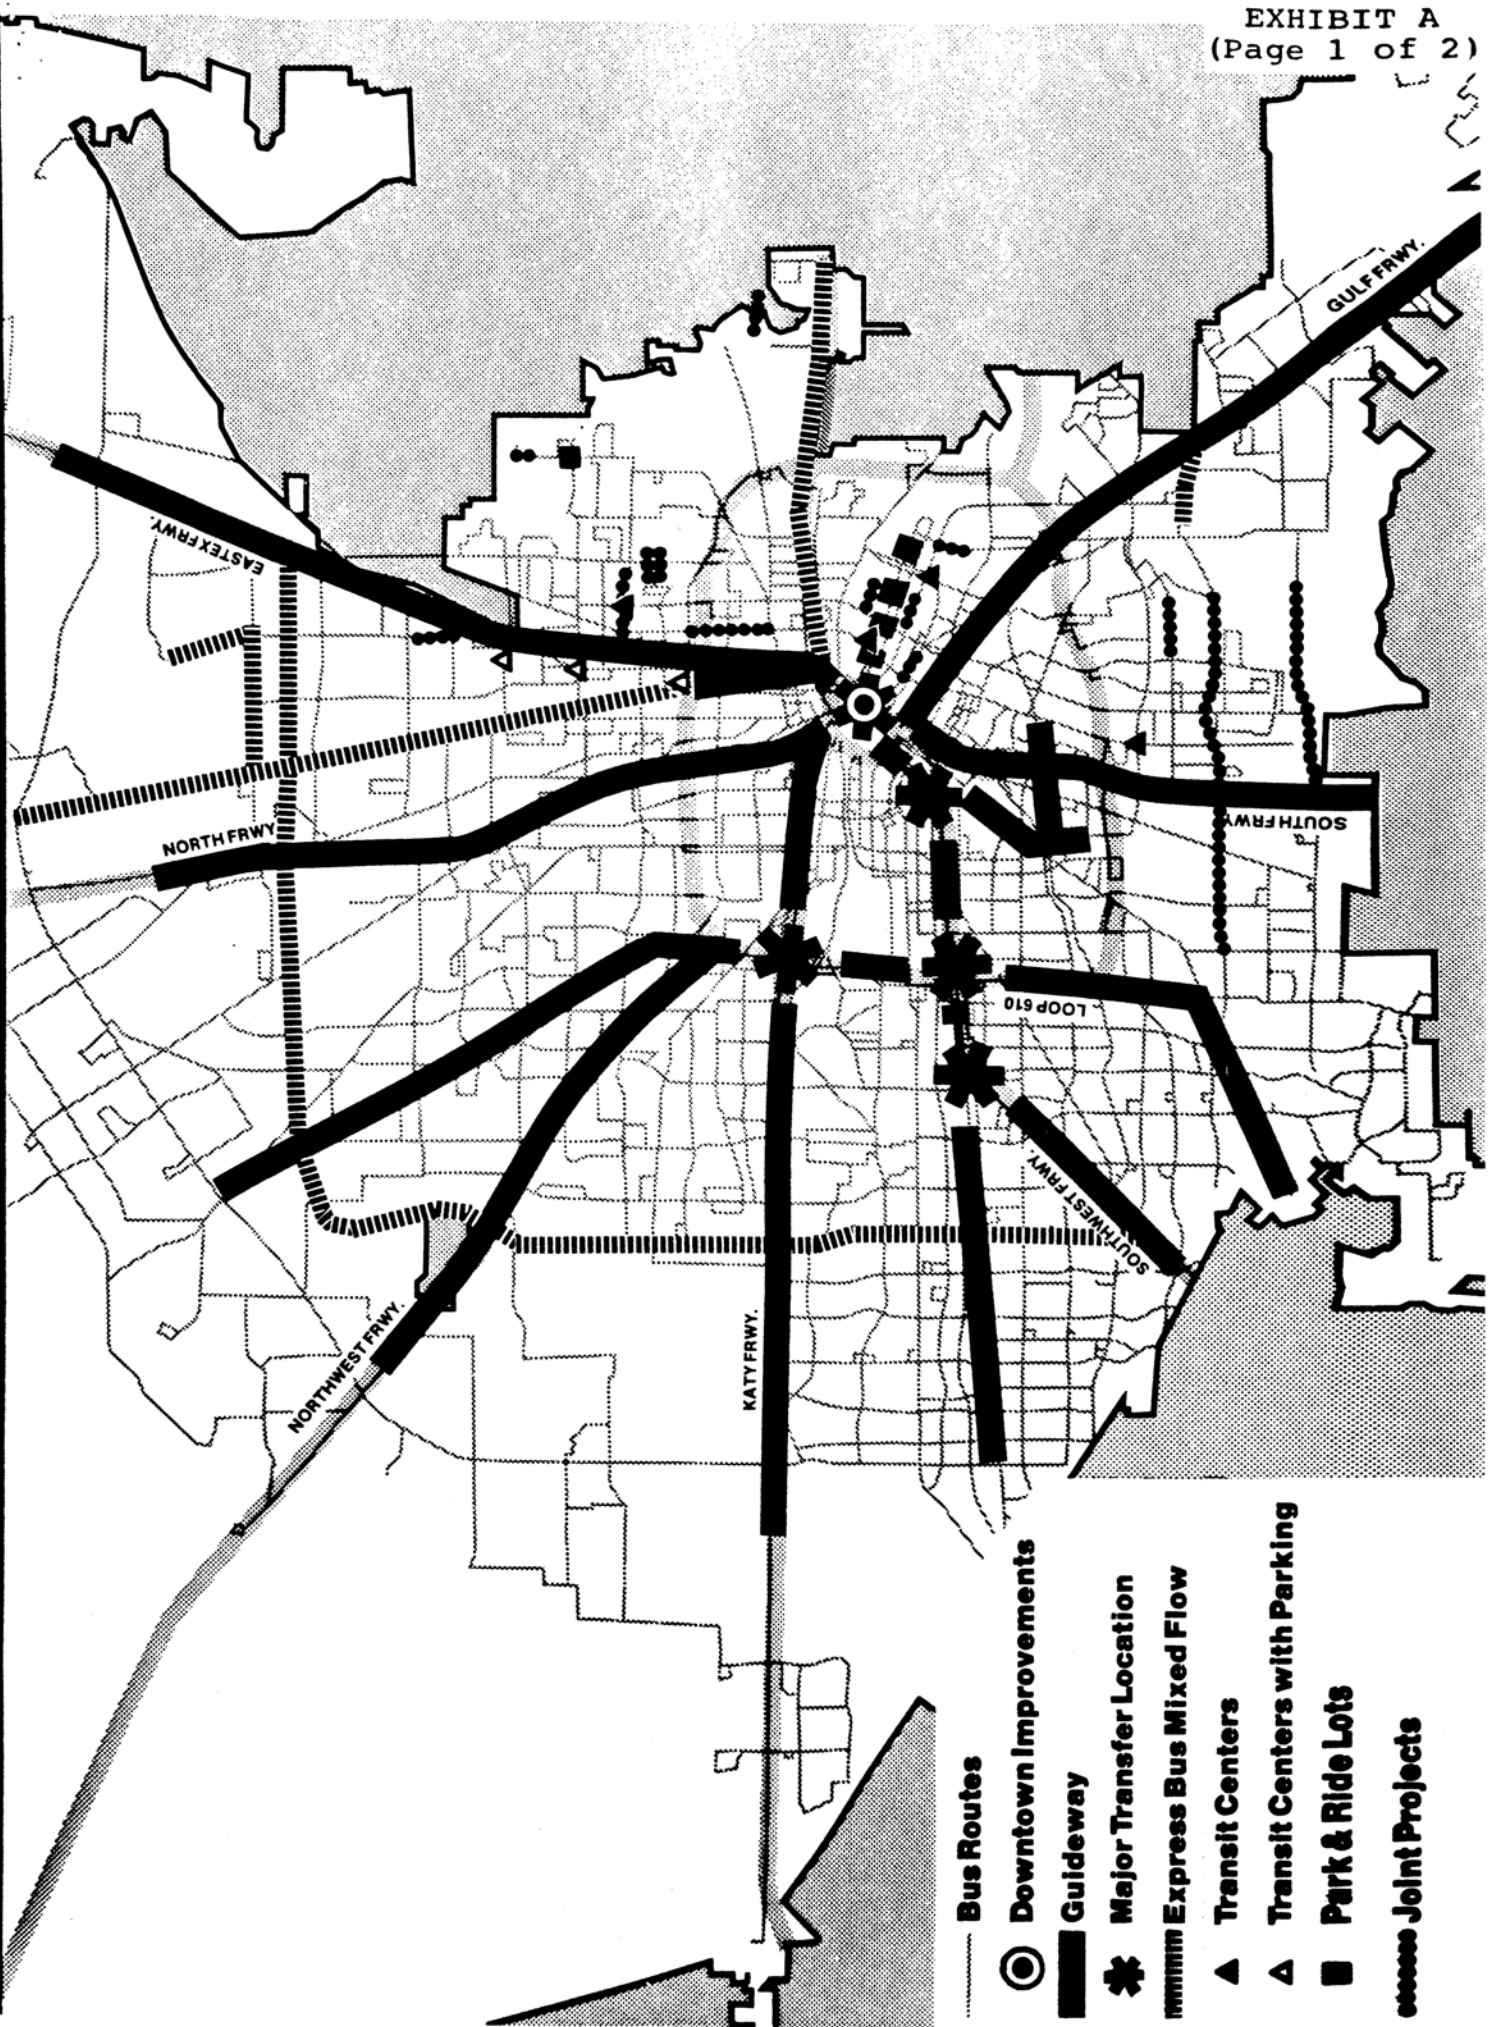 EXHIBIT A
(Page 1 of 2)
GULF FRWY.
EASTEX FRWY.
NORTH FRWY
SOUTH FRWY
LOOP 610
SOUTHWEST FRWY.
NORTHWEST FRWY.
KATY FRWY.
Bus Routes
Downtown Improvements
Guideway
Major Transfer Location
Express Bus Mixed Flow
Transit Centers
Transit Centers with Parking
Park & Ride Lots
Joint Projects